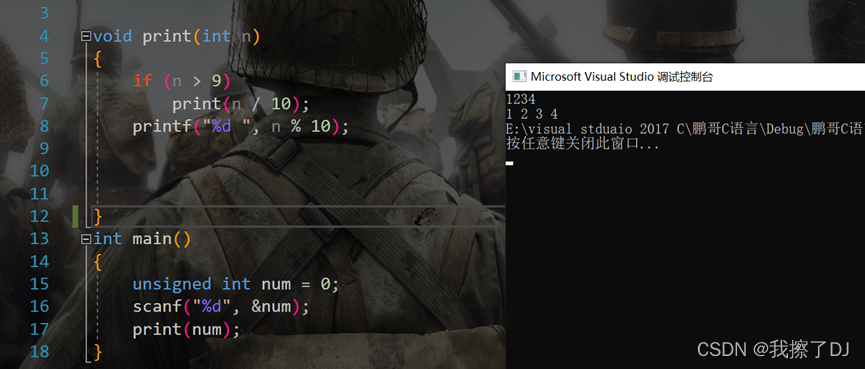 3
4 void print(int n)
5 {
6 if (n > 9)
7 print(n / 10);
8 printf("%d ", n % 10);
9
10
11
12 }
13 int main()
14 {
15 unsigned int num = 0;
16 scanf("%d", &num);
17 print(num);
18 }
Microsoft Visual Studio 调试控制台
1234
1 2 3 4
E:\visual stduaio 2017 C\鹏哥C语言\Debug\鹏哥C语
按任意键关闭此窗口...
CSDN @我擦了DJ